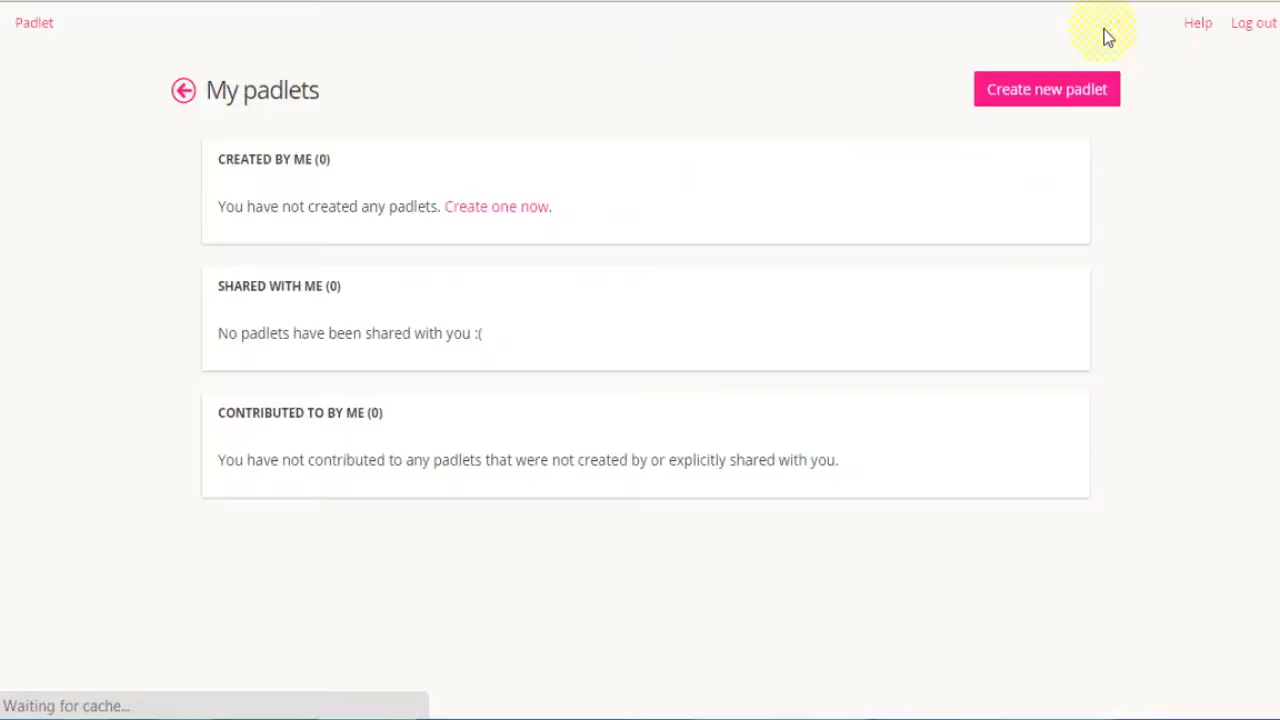 Padlet
Help
Log out
My padlets
Create new padlet
CREATED BY ME (0)
You have not created any padlets. Create one now.
SHARED WITH ME (0)
No padlets have been shared with you :(
CONTRIBUTED TO BY ME (0)
You have not contributed to any padlets that were not created by or explicitly shared with you.
Waiting for cache...